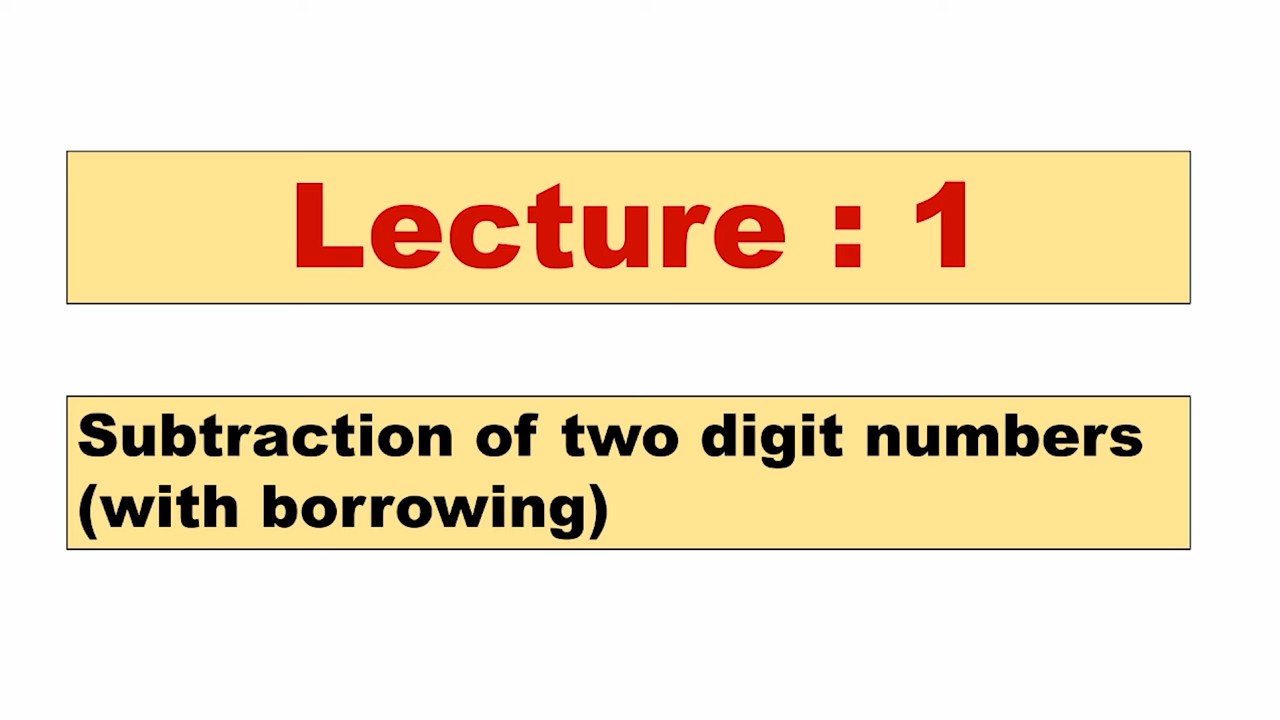 Lecture : 1
Subtraction of two digit numbers
(with borrowing)